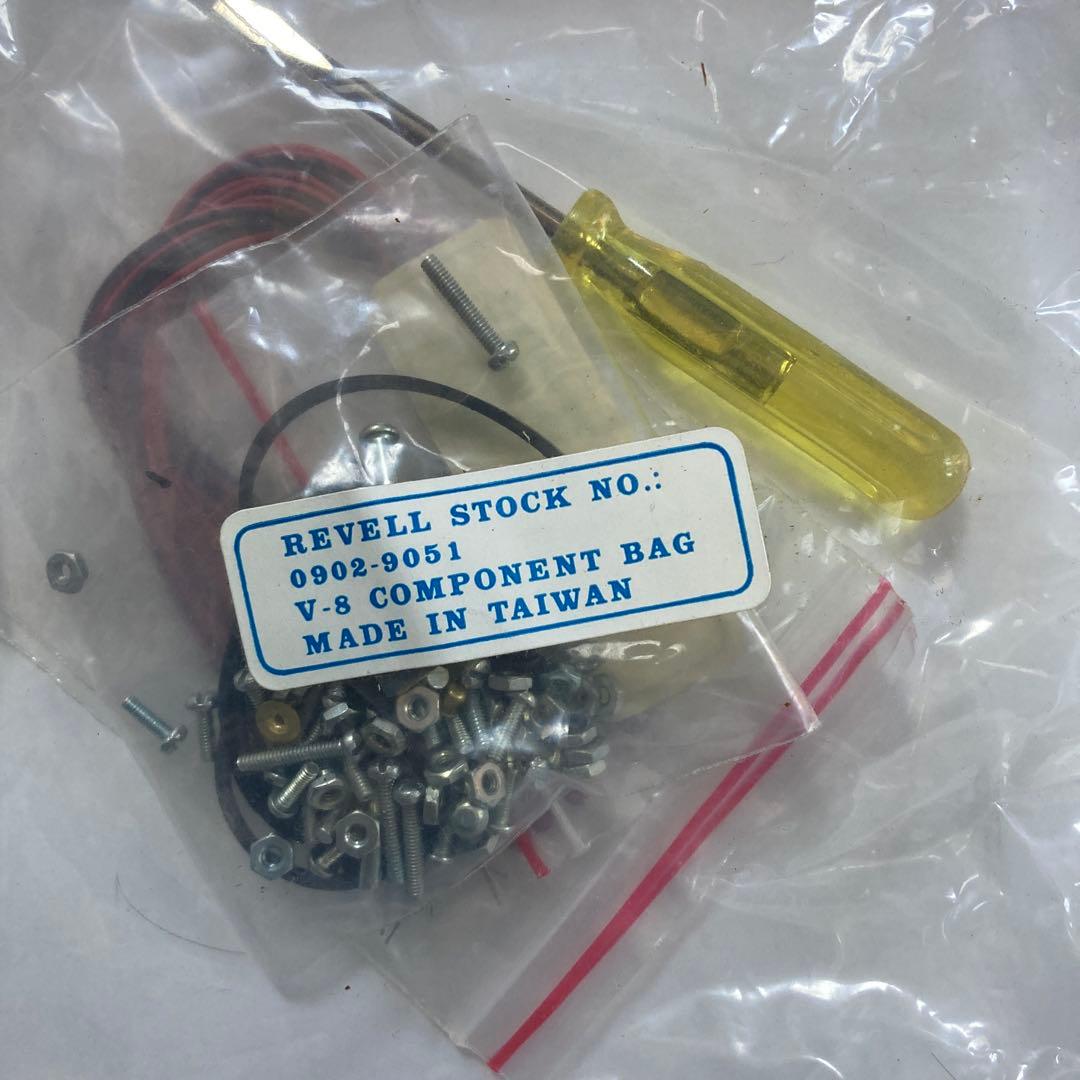 REVELL STOCK NO.:
0902-9051
V-8 COMPONENT BAG
MADE IN TAIWAN